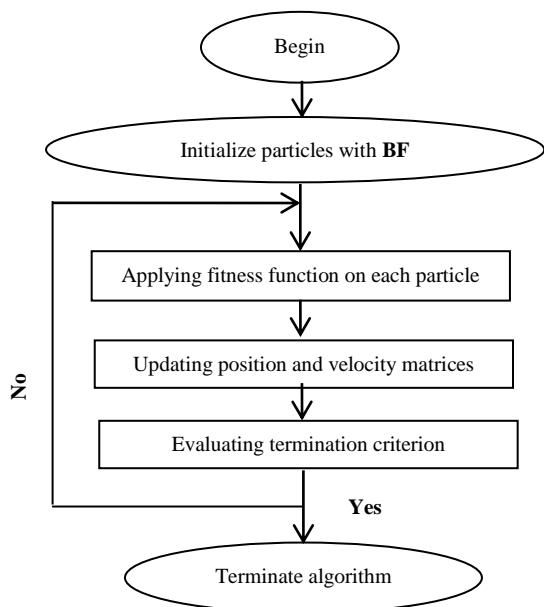 Begin
Initialize particles with BF
Applying fitness function on each particle
Updating position and velocity matrices
No
Evaluating termination criterion
Yes
Terminate algorithm